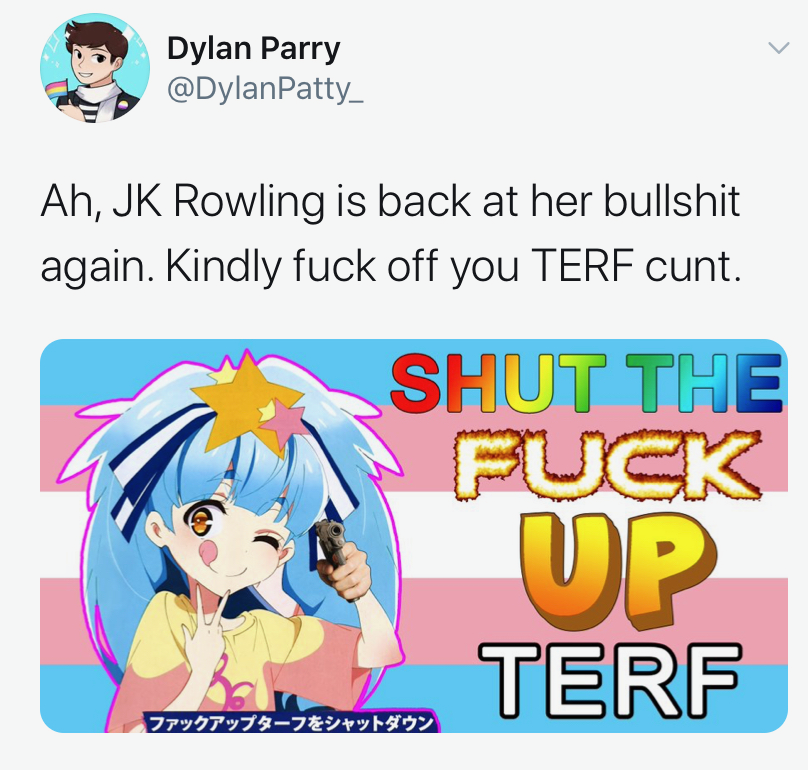 Dylan Parry
@DylanPatty_
Ah, JK Rowling is back at her bullshit
again. Kindly fuck off you TERF cunt.
SHUT THE
FUCK
UP
TERF
ファックアップターフをシャットダウン